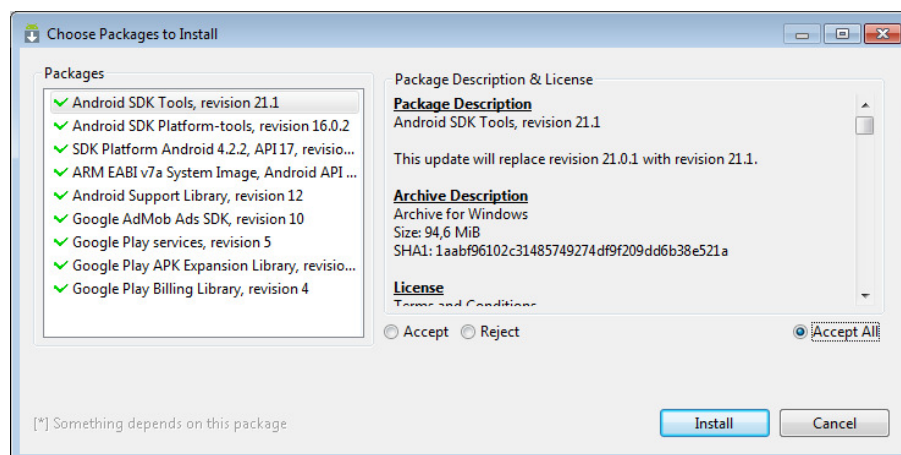 Choose Packages to Install
Packages
Android SDK Tools, revision 21.1
Android SDK Platform-tools, revision 16.0.2
SDK Platform Android 4.2.2, API 17, revisio...
ARM EABI v7a System Image, Android API ...
Android Support Library, revision 12
Google AdMob Ads SDK, revision 10
Google Play services, revision 5
Google Play APK Expansion Library, revisio...
Google Play Billing Library, revision 4
Package Description & License
Package Description
Android SDK Tools, revision 21.1
This update will replace revision 21.0.1 with revision 21.1.
Archive Description
Archive for Windows
Size: 94,6 MiB
SHA1: 1aabf96102c31485749274df9f209dd6b38e521a
License
Terms and Conditions
Accept Reject Accept All
[*] Something depends on this package
Install Cancel